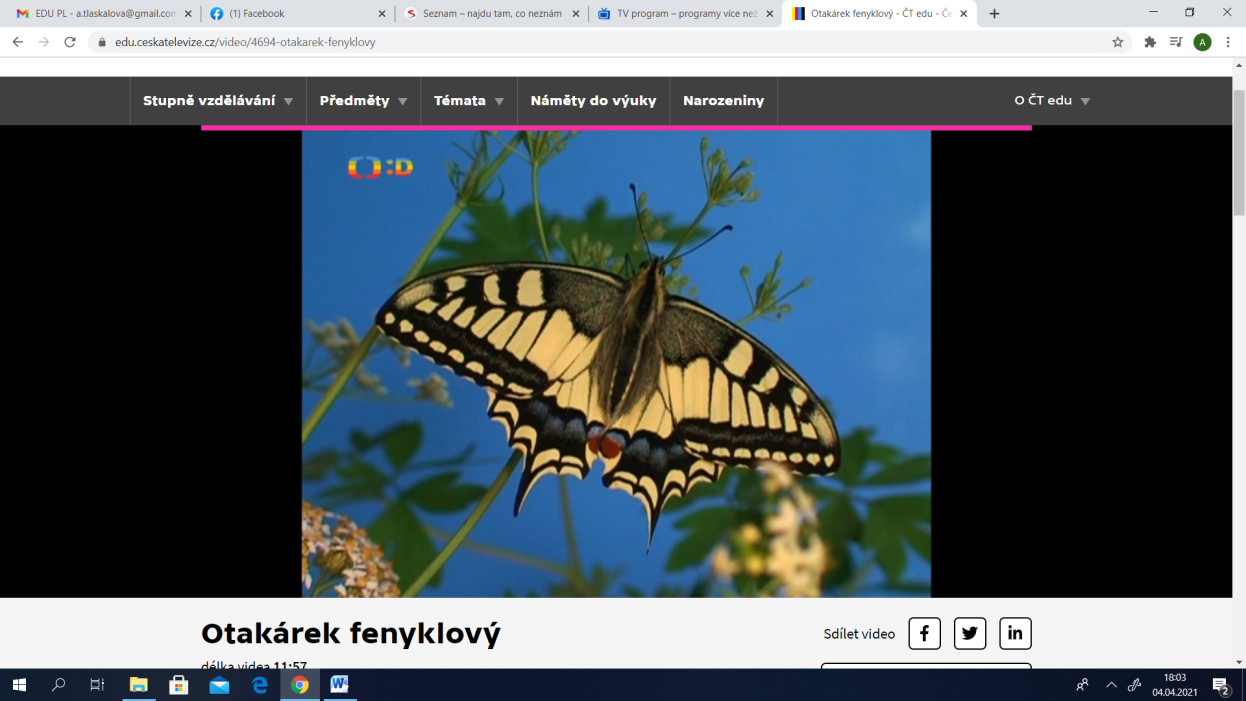 EDU PL - a.tlaskalova@gmail.com
(1) Facebook
Seznam – najdu tam, co neznám
TV program – programy více než
Otakárek fenyklový - ČT edu - Če
edu.ceskatelevize.cz/video/4694-otakarek-fenyklovy
A
Stupně vzdělávání
Předměty
Témata
Náměty do výuky
Narozeniny
O ČT edu
:D
Otakárek fenyklový
Sdílet video
délka videa 11:57
18:03
04.04.2021
2